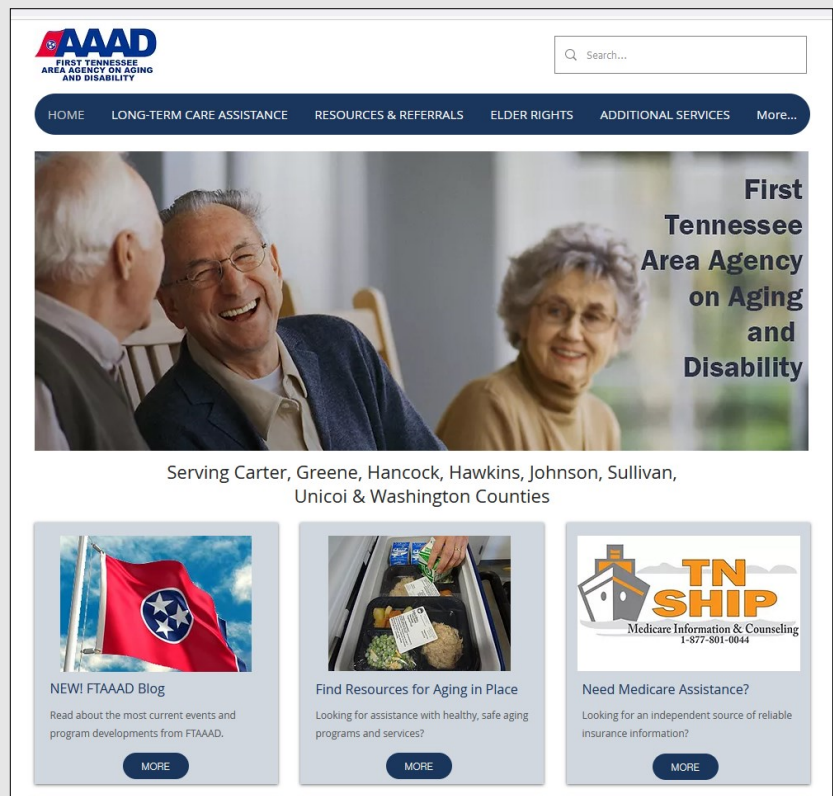 AAAD
FIRST TENNESSEE
AREA AGENCY ON AGING
AND DISABILITY
Search...
HOME LONG-TERM CARE ASSISTANCE RESOURCES & REFERRALS ELDER RIGHTS ADDITIONAL SERVICES More...
First
Tennessee
Area Agency
on Aging
and
Disability
Serving Carter, Greene, Hancock, Hawkins, Johnson, Sullivan,
Unicoi & Washington Counties
NEW! FTAAAD Blog
Read about the most current events and
program developments from FTAAAD.
MORE
Find Resources for Aging in Place
Looking for assistance with healthy, safe aging
programs and services?
MORE
TN
SHIP
Medicare Information & Counseling
1-877-801-0044
Need Medicare Assistance?
Looking for an independent source of reliable
insurance information?
MORE